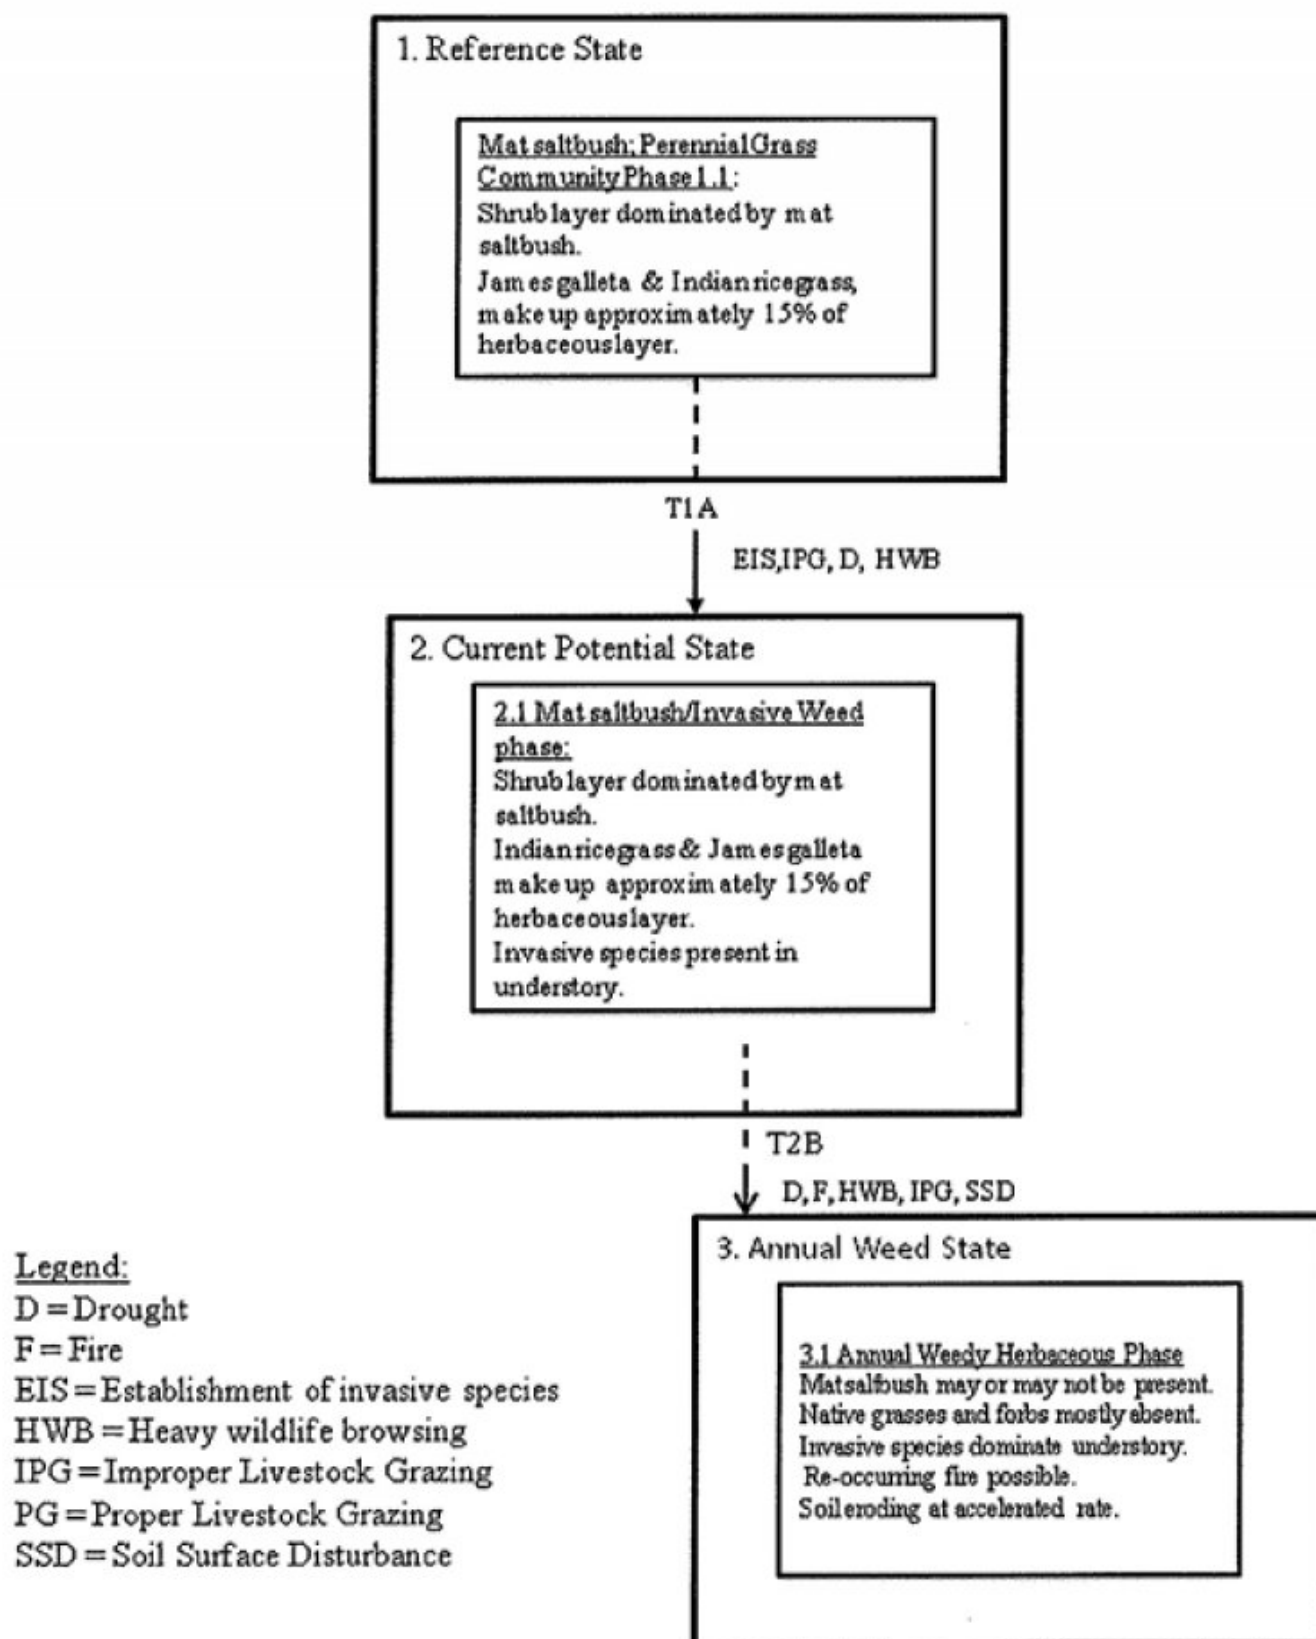 1. Reference State
Mat saltbush; Perennial Grass
Community Phase 1.1:
Shrub layer dominated by mat
saltbush.
James galleta & Indian ricegrass,
make up approximately 15% of
herbaceous layer.
T1A
EIS,IPG, D, HWB
2. Current Potential State
2.1 Mat saltbush/Invasive Weed
phase:
Shrub layer dominated by mat
saltbush.
Indian ricegrass & James galleta
make up approximately 15% of
herbaceous layer.
Invasive species present in
understory.
T2B
D, F, HWB, IPG, SSD
3. Annual Weed State
3.1 Annual Weedy Herbaceous Phase
Mat saltbush may or may not be present.
Native grasses and forbs mostly absent.
Invasive species dominate understory.
Re-occurring fire possible.
Soil eroding at accelerated rate.
Legend:
D = Drought
F = Fire
EIS = Establishment of invasive species
HWB = Heavy wildlife browsing
IPG = Improper Livestock Grazing
PG = Proper Livestock Grazing
SSD = Soil Surface Disturbance